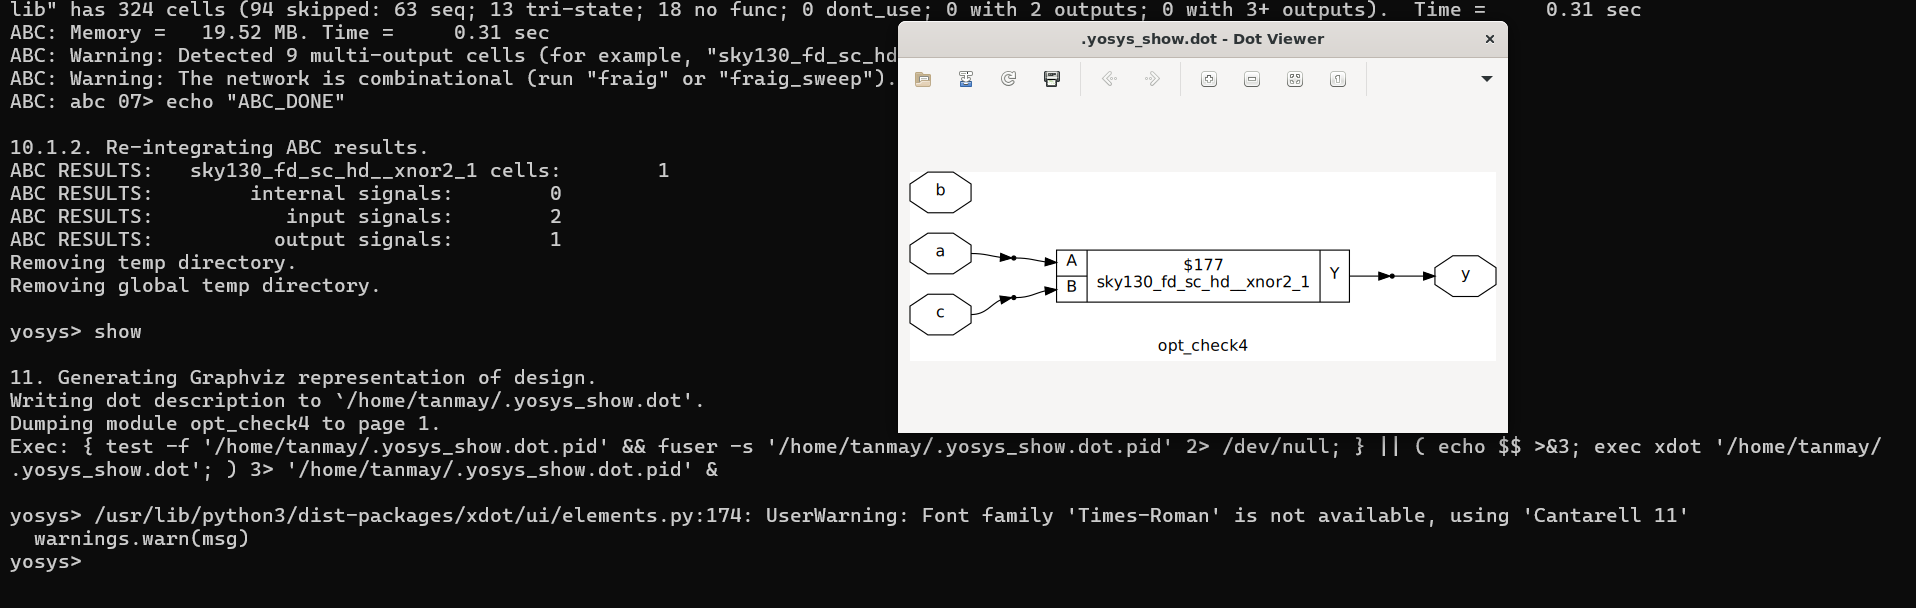 lib" has 324 cells (94 skipped: 63 seq; 13 tri-state; 18 no func; 0 dont_use; 0 with 2 outputs; 0 with 3+ outputs).  Time =     0.31 sec
ABC: Memory =   19.52 MB. Time =     0.31 sec
ABC: Warning: Detected 9 multi-output cells (for example, "sky130_fd_sc_hd
ABC: Warning: The network is combinational (run "fraig" or "fraig_sweep").
ABC: abc 07> echo "ABC_DONE"
10.1.2. Re-integrating ABC results.
ABC RESULTS:   sky130_fd_sc_hd__xnor2_1 cells:        1
ABC RESULTS:        internal signals:        0
ABC RESULTS:           input signals:        2
ABC RESULTS:          output signals:        1
Removing temp directory.
Removing global temp directory.
yosys> show
11. Generating Graphviz representation of design.
Writing dot description to `/home/tanmay/.yosys_show.dot'.
Dumping module opt_check4 to page 1.
Exec: { test -f '/home/tanmay/.yosys_show.dot.pid' && fuser -s '/home/tanmay/.yosys_show.dot.pid' 2> /dev/null; } || ( echo $$ >&3; exec xdot '/home/tanmay/
.yosys_show.dot'; ) 3> '/home/tanmay/.yosys_show.dot.pid' &
yosys> /usr/lib/python3/dist-packages/xdot/ui/elements.py:174: UserWarning: Font family 'Times-Roman' is not available, using 'Cantarell 11'
  warnings.warn(msg)
yosys>
.yosys_show.dot - Dot Viewer
b
a
c
A
B
$177
sky130_fd_sc_hd__xnor2_1
Y
y
opt_check4